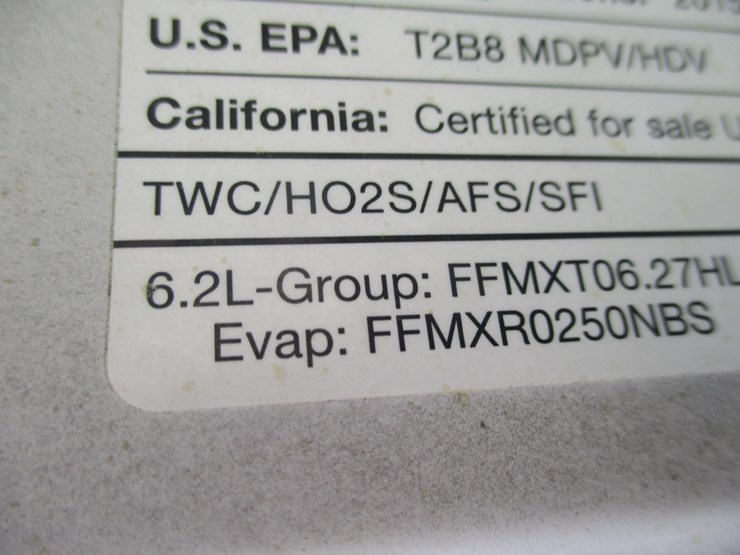 2015
U.S. EPA: T2B8 MDPV/HDV
California: Certified for sale
TWC/HO2S/AFS/SFI
6.2L-Group: FFMXT06.27HL
Evap: FFMXR0250NBS